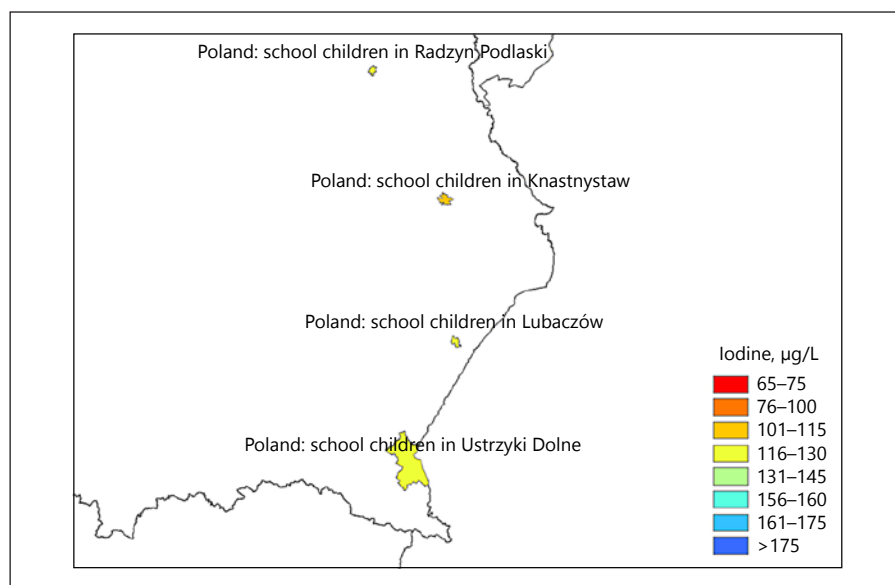 Poland: school children in Radzyn Podlaski
Poland: school children in Knastnystaw
Poland: school children in Lubaczów
Poland: school children in Ustrzyki Dolne
Iodine, µg/L
65–75
76–100
101–115
116–130
131–145
156–160
161–175
>175